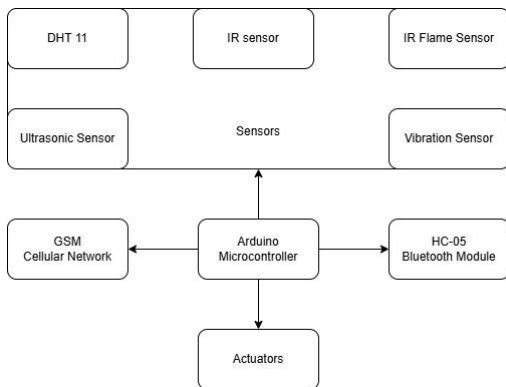 DHT 11
IR sensor
IR Flame Sensor
Ultrasonic Sensor
Sensors
Vibration Sensor
GSM
Cellular Network
Arduino
Microcontroller
HC-05
Bluetooth Module
Actuators